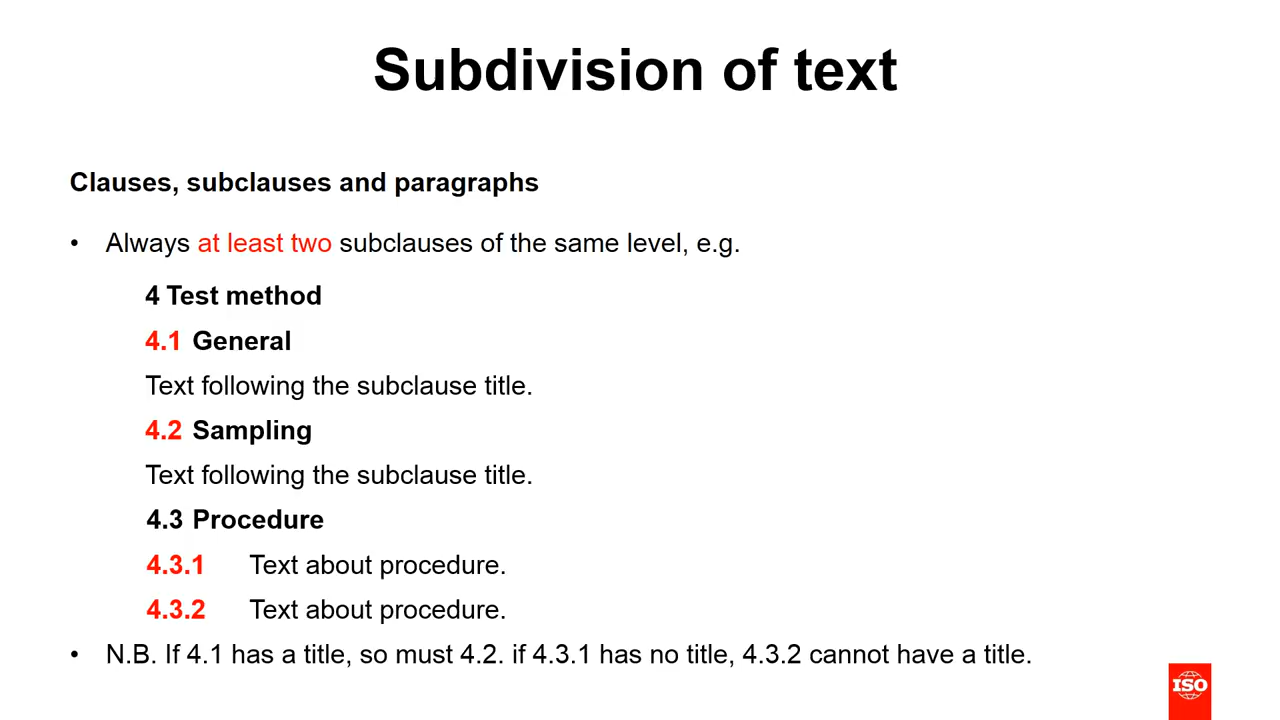 Subdivision of text
Clauses, subclauses and paragraphs
• Always at least two subclauses of the same level, e.g.
4 Test method
4.1 General
Text following the subclause title.
4.2 Sampling
Text following the subclause title.
4.3 Procedure
4.3.1 Text about procedure.
4.3.2 Text about procedure.
• N.B. If 4.1 has a title, so must 4.2. if 4.3.1 has no title, 4.3.2 cannot have a title.
ISO